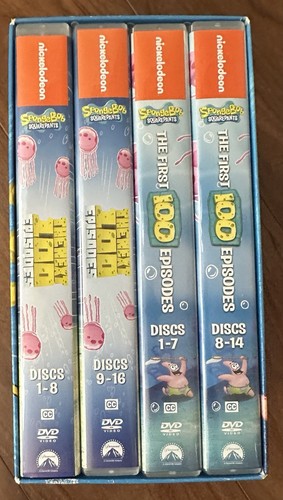 nickelodeon
SpongeBob
SQUAREPANTS
THE NEXT
100
EPISODES
DISCS
1-8
CC
DVD
VIDEO
nickelodeon
SpongeBob
SQUAREPANTS
THE NEXT
100
EPISODES
DISCS
9-16
CC
DVD
VIDEO
nickelodeon
SpongeBob
SQUAREPANTS
THE FIRST 100 EPISODES
DISCS
1-7
CC
DVD
VIDEO
nickelodeon
SpongeBob
SQUAREPANTS
THE FIRST 100 EPISODES
DISCS
8-14
CC
DVD
VIDEO